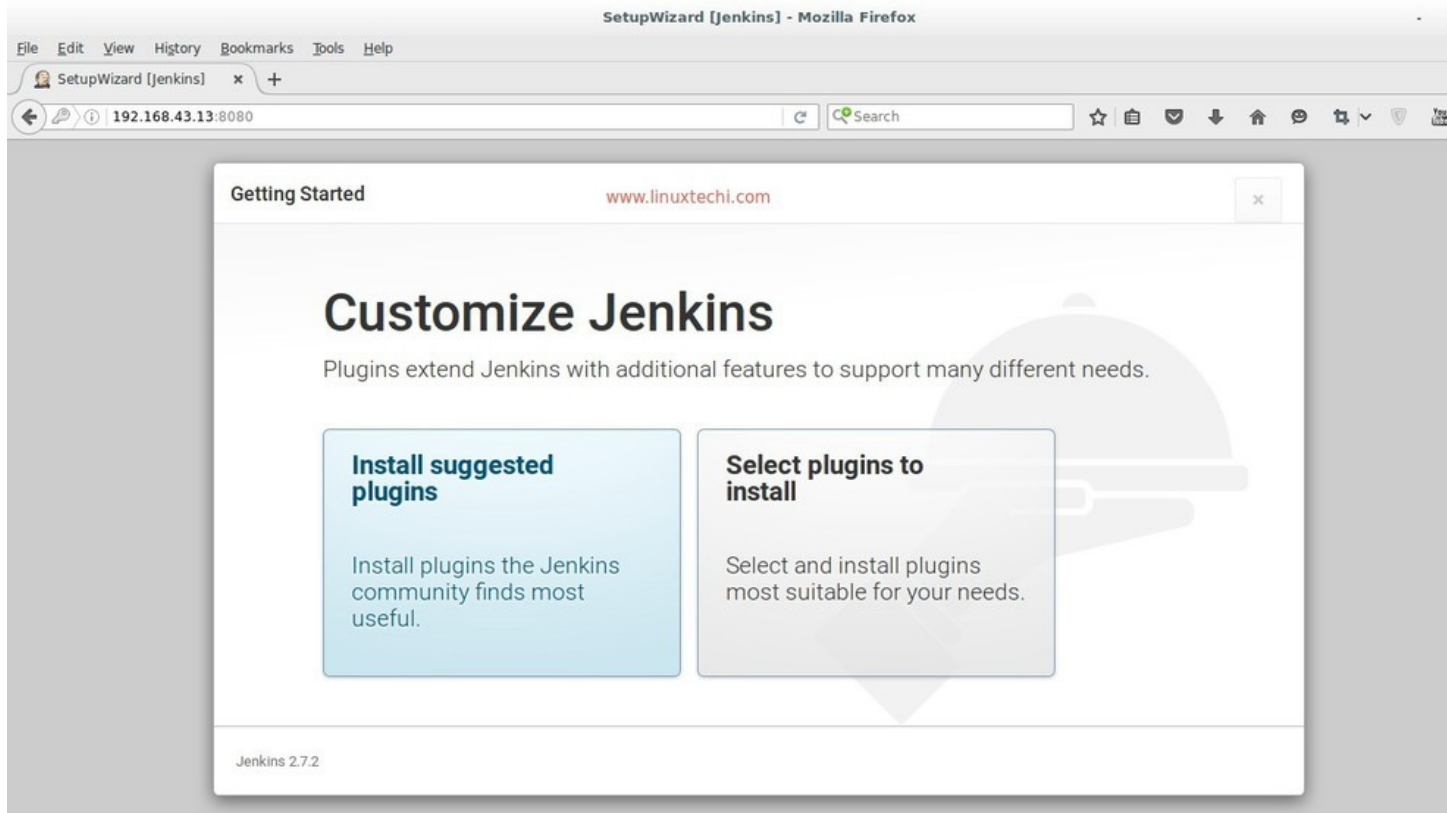 SetupWizard [Jenkins] - Mozilla Firefox
File Edit View History Bookmarks Tools Help
SetupWizard [Jenkins]
192.168.43.13:8080
Search
Getting Started
www.linuxtechi.com
Customize Jenkins
Plugins extend Jenkins with additional features to support many different needs.
Install suggested
plugins
Install plugins the Jenkins
community finds most
useful.
Select plugins to
install
Select and install plugins
most suitable for your needs.
Jenkins 2.7.2